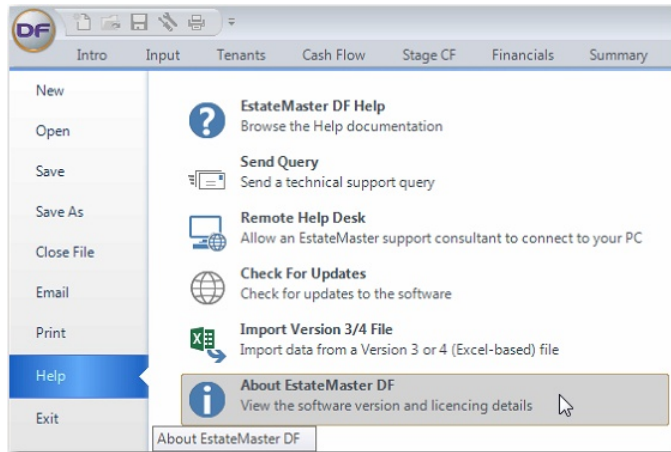 DF
Intro Input Tenants Cash Flow Stage CF Financials Summary
New
Open
Save
Save As
Close File
Email
Print
Help
Exit
EstateMaster DF Help
Browse the Help documentation
Send Query
Send a technical support query
Remote Help Desk
Allow an EstateMaster support consultant to connect to your PC
Check For Updates
Check for updates to the software
Import Version 3/4 File
Import data from a Version 3 or 4 (Excel-based) file
About EstateMaster DF
View the software version and licencing details
About EstateMaster DF